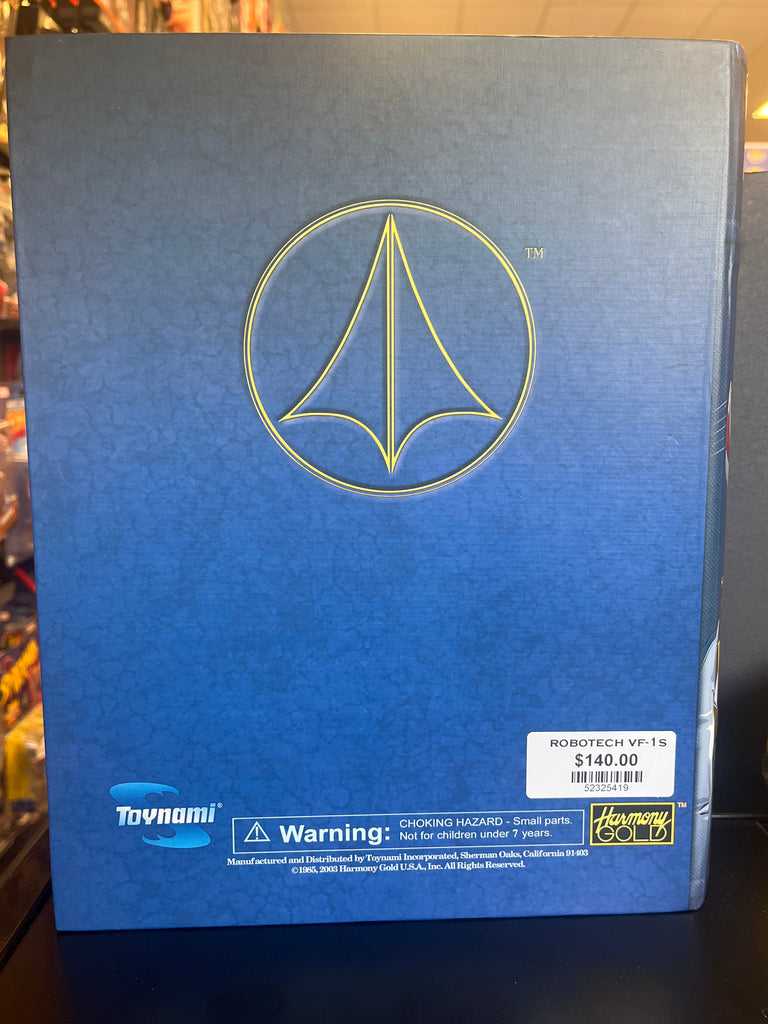 TM
ROBOTECH VF-1S
$140.00
52325419
Toynami®
Warning:
CHOKING HAZARD - Small parts.
Not for children under 7 years.
Harmony
GOLD
TM
Manufactured and Distributed by Toynami Incorporated, Sherman Oaks, California 91403
©1985, 2003 Harmony Gold U.S.A., Inc. All Rights Reserved.